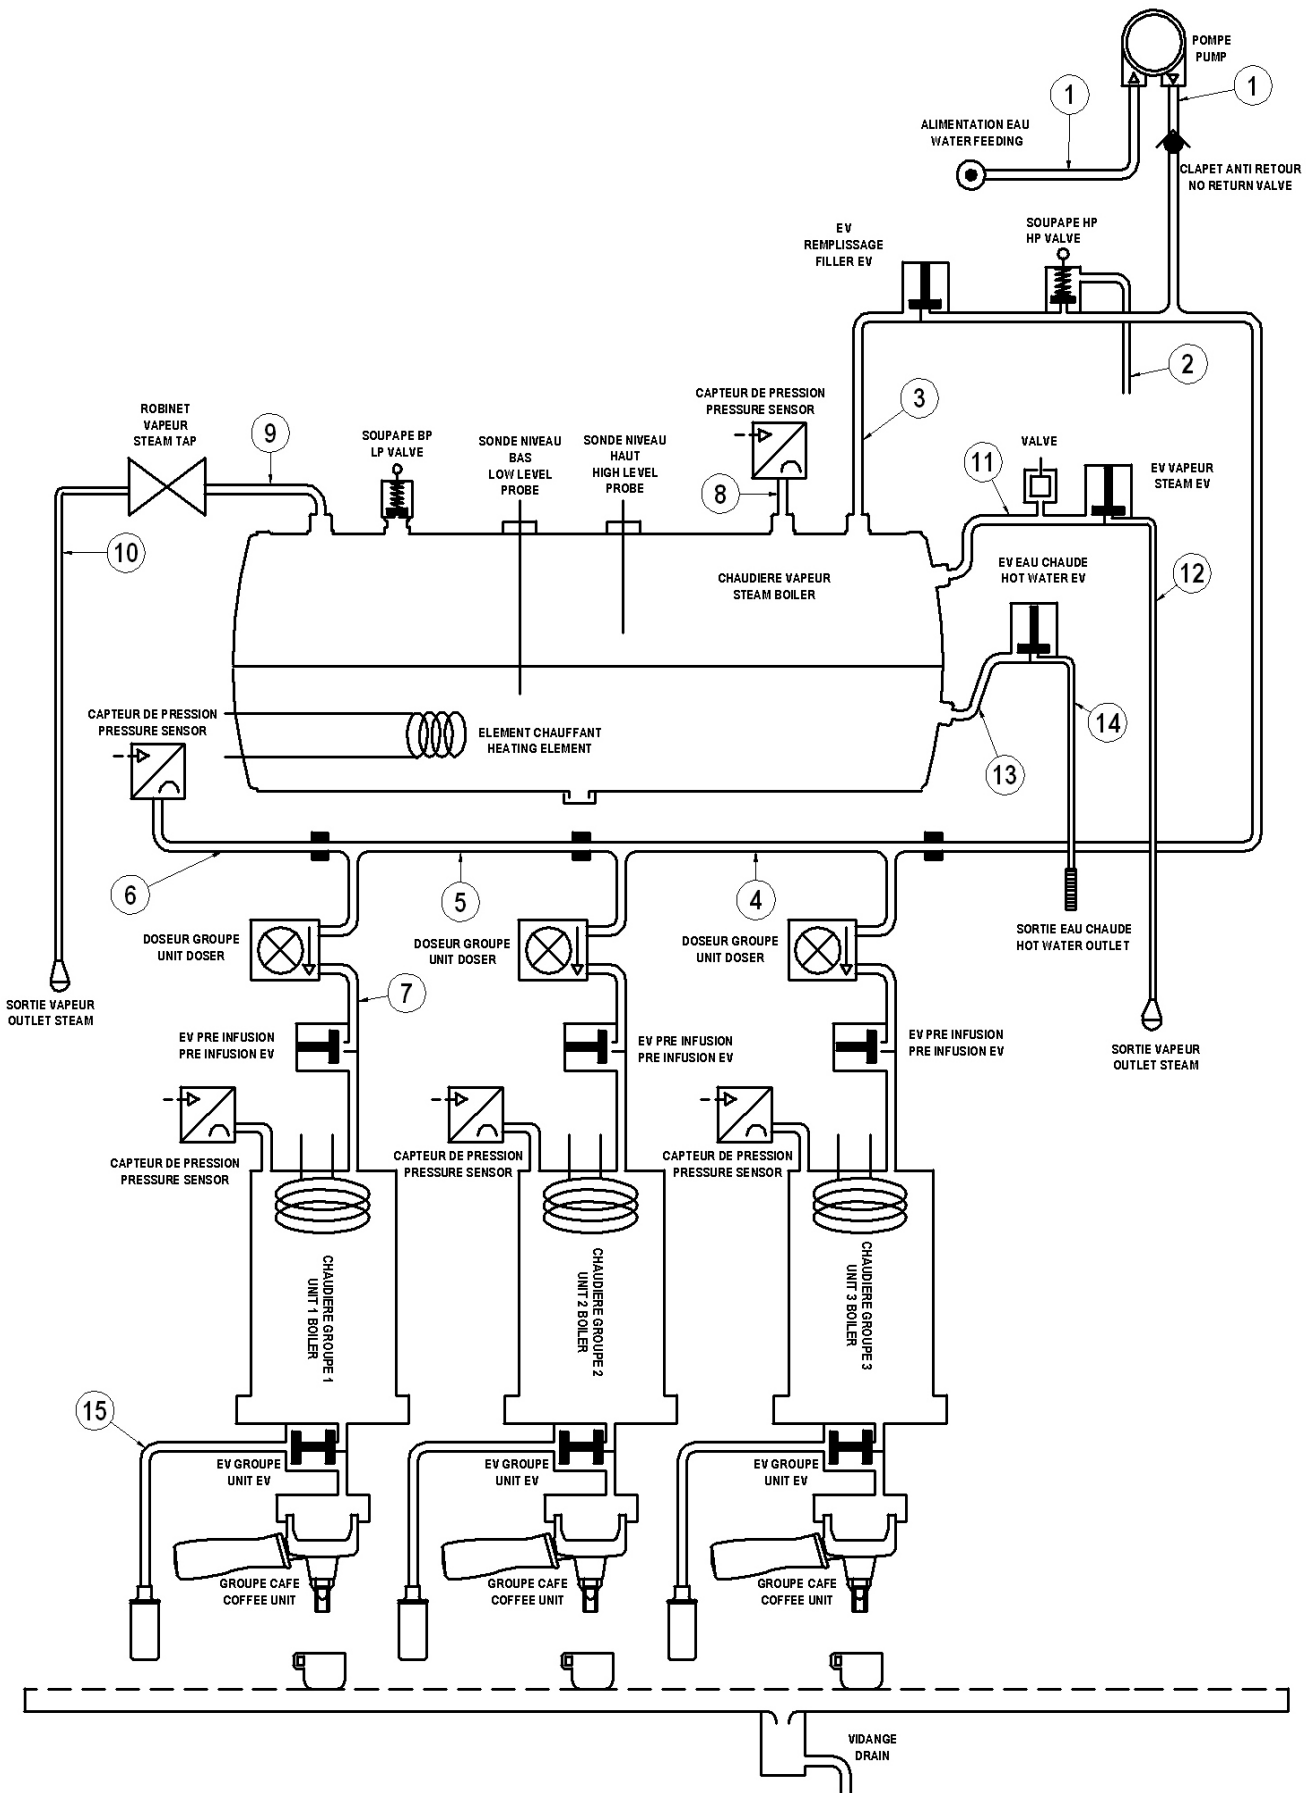 POMPE
PUMP
1
1
ALIMENTATION EAU
WATER FEEDING
CLAPET ANTI RETOUR
NO RETURN VALVE
EV
REMPLISSAGE
FILLER EV
SOUPAPE HP
HP VALVE
2
3
CAPTEUR DE PRESSION
PRESSURE SENSOR
ROBINET
VAPEUR
STEAM TAP
9
SOUPAPE BP
LP VALVE
SONDE NIVEAU
BAS
LOW LEVEL
PROBE
SONDE NIVEAU
HAUT
HIGH LEVEL
PROBE
8
11
VALVE
EV VAPEUR
STEAM EV
10
CHAUDIERE VAPEUR
STEAM BOILER
EV EAU CHAUDE
HOT WATER EV
12
CAPTEUR DE PRESSION
PRESSURE SENSOR
ELEMENT CHAUFFANT
HEATING ELEMENT
13
14
6
5
4
DOSEUR GROUPE
UNIT DOSER
DOSEUR GROUPE
UNIT DOSER
DOSEUR GROUPE
UNIT DOSER
SORTIE EAU CHAUDE
HOT WATER OUTLET
SORTIE VAPEUR
OUTLET STEAM
7
EV PRE INFUSION
PRE INFUSION EV
EV PRE INFUSION
PRE INFUSION EV
EV PRE INFUSION
PRE INFUSION EV
SORTIE VAPEUR
OUTLET STEAM
CAPTEUR DE PRESSION
PRESSURE SENSOR
CAPTEUR DE PRESSION
PRESSURE SENSOR
CAPTEUR DE PRESSION
PRESSURE SENSOR
CHAUDIERE GROUPE 1
UNIT 1 BOILER
CHAUDIERE GROUPE 2
UNIT 2 BOILER
CHAUDIERE GROUPE 3
UNIT 3 BOILER
15
EV GROUPE
UNIT EV
EV GROUPE
UNIT EV
EV GROUPE
UNIT EV
GROUPE CAFE
COFFEE UNIT
GROUPE CAFE
COFFEE UNIT
GROUPE CAFE
COFFEE UNIT
VIDANGE
DRAIN